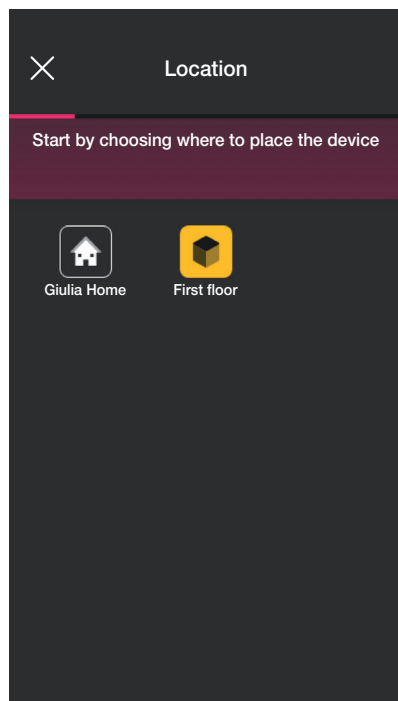 Location
Start by choosing where to place the device
Giulia Home
First floor